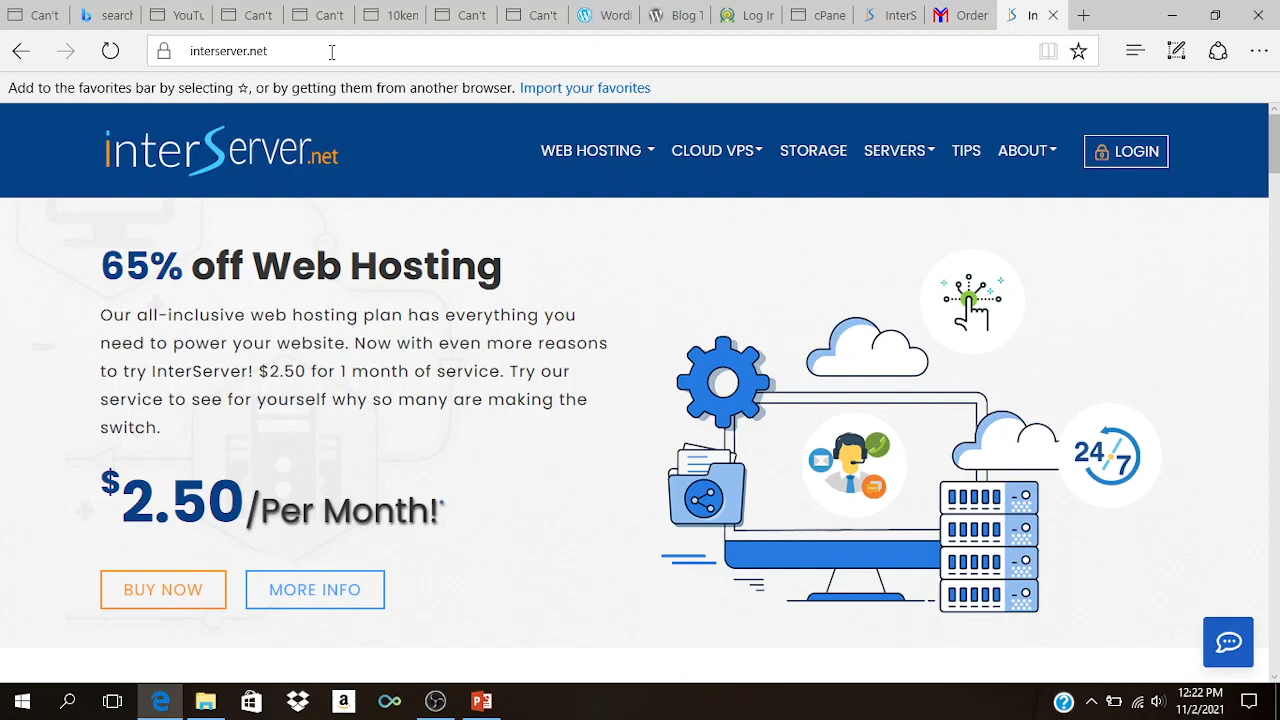 Can't
search
YouTu
Can't
Can't
10ken
Can't
Can't
Wordl
Blog T
Log Ir
cPane
InterS
Order
In
interserver.net
Add to the favorites bar by selecting ☆, or by getting them from another browser. Import your favorites
interServer.net
WEB HOSTING
CLOUD VPS
STORAGE
SERVERS
TIPS
ABOUT
LOGIN
65% off Web Hosting
Our all-inclusive web hosting plan has everything you
need to power your website. Now with even more reasons
to try InterServer! $2.50 for 1 month of service. Try our
service to see for yourself why so many are making the
switch.
$2.50/Per Month!*
BUY NOW
MORE INFO
24/7
12:22 PM
11/2/2021